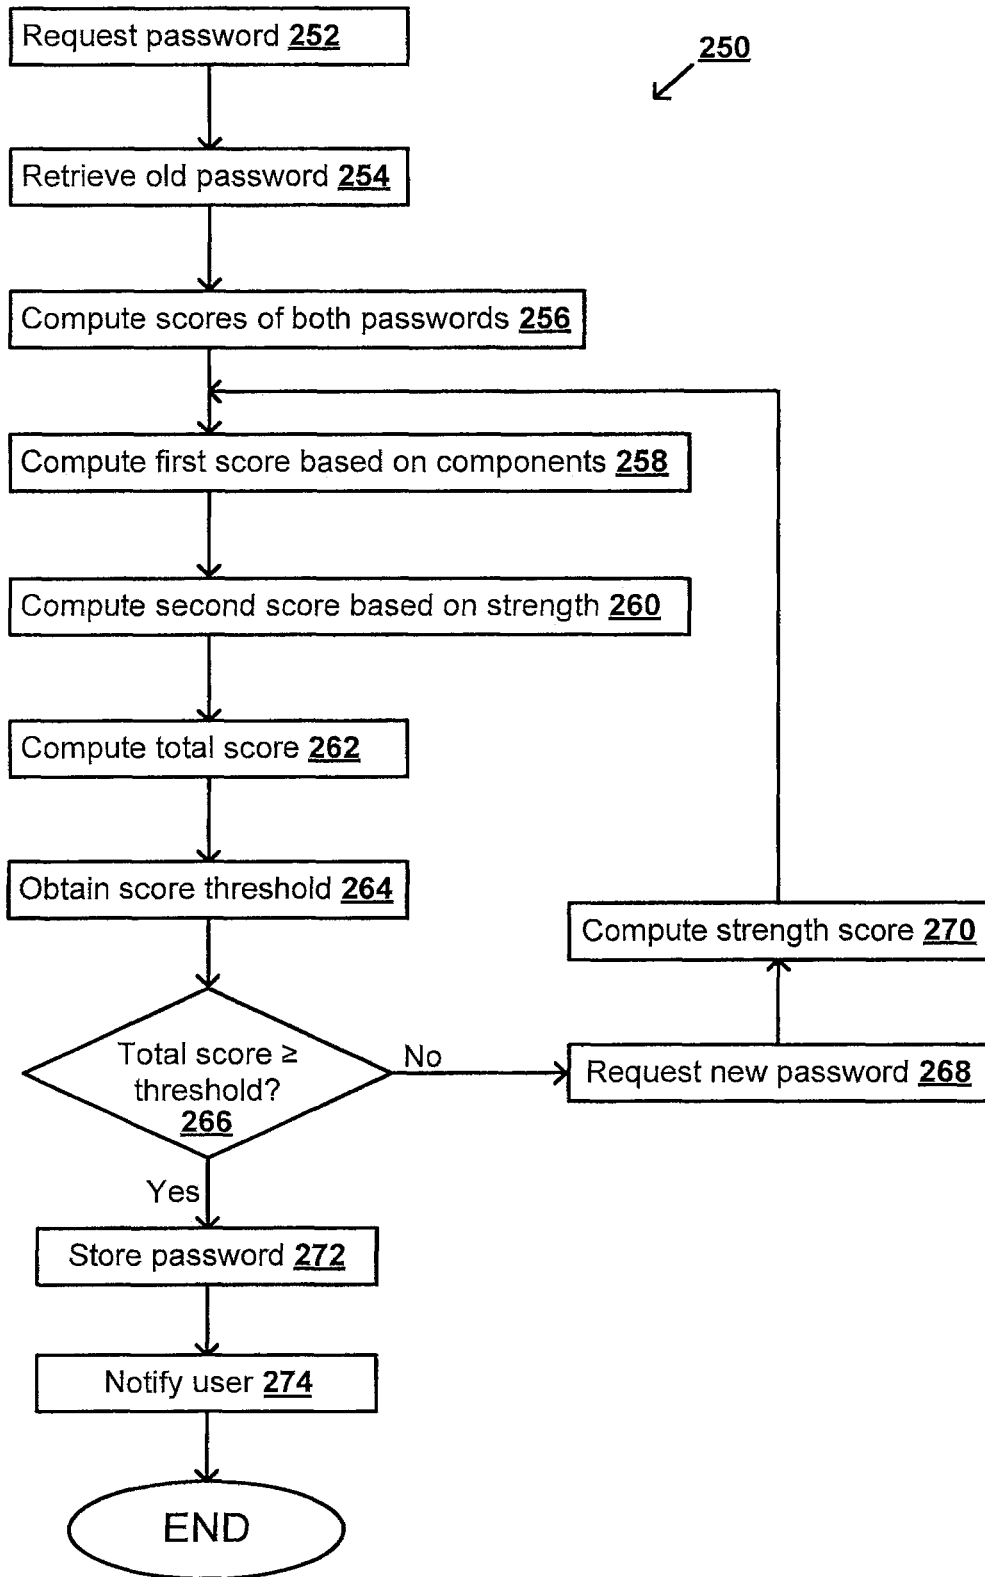 Request password 252
250
Retrieve old password 254
Compute scores of both passwords 256
Compute first score based on components 258
Compute second score based on strength 260
Compute total score 262
Obtain score threshold 264
Compute strength score 270
Total score ≥
threshold?
266
No
Request new password 268
Yes
Store password 272
Notify user 274
END